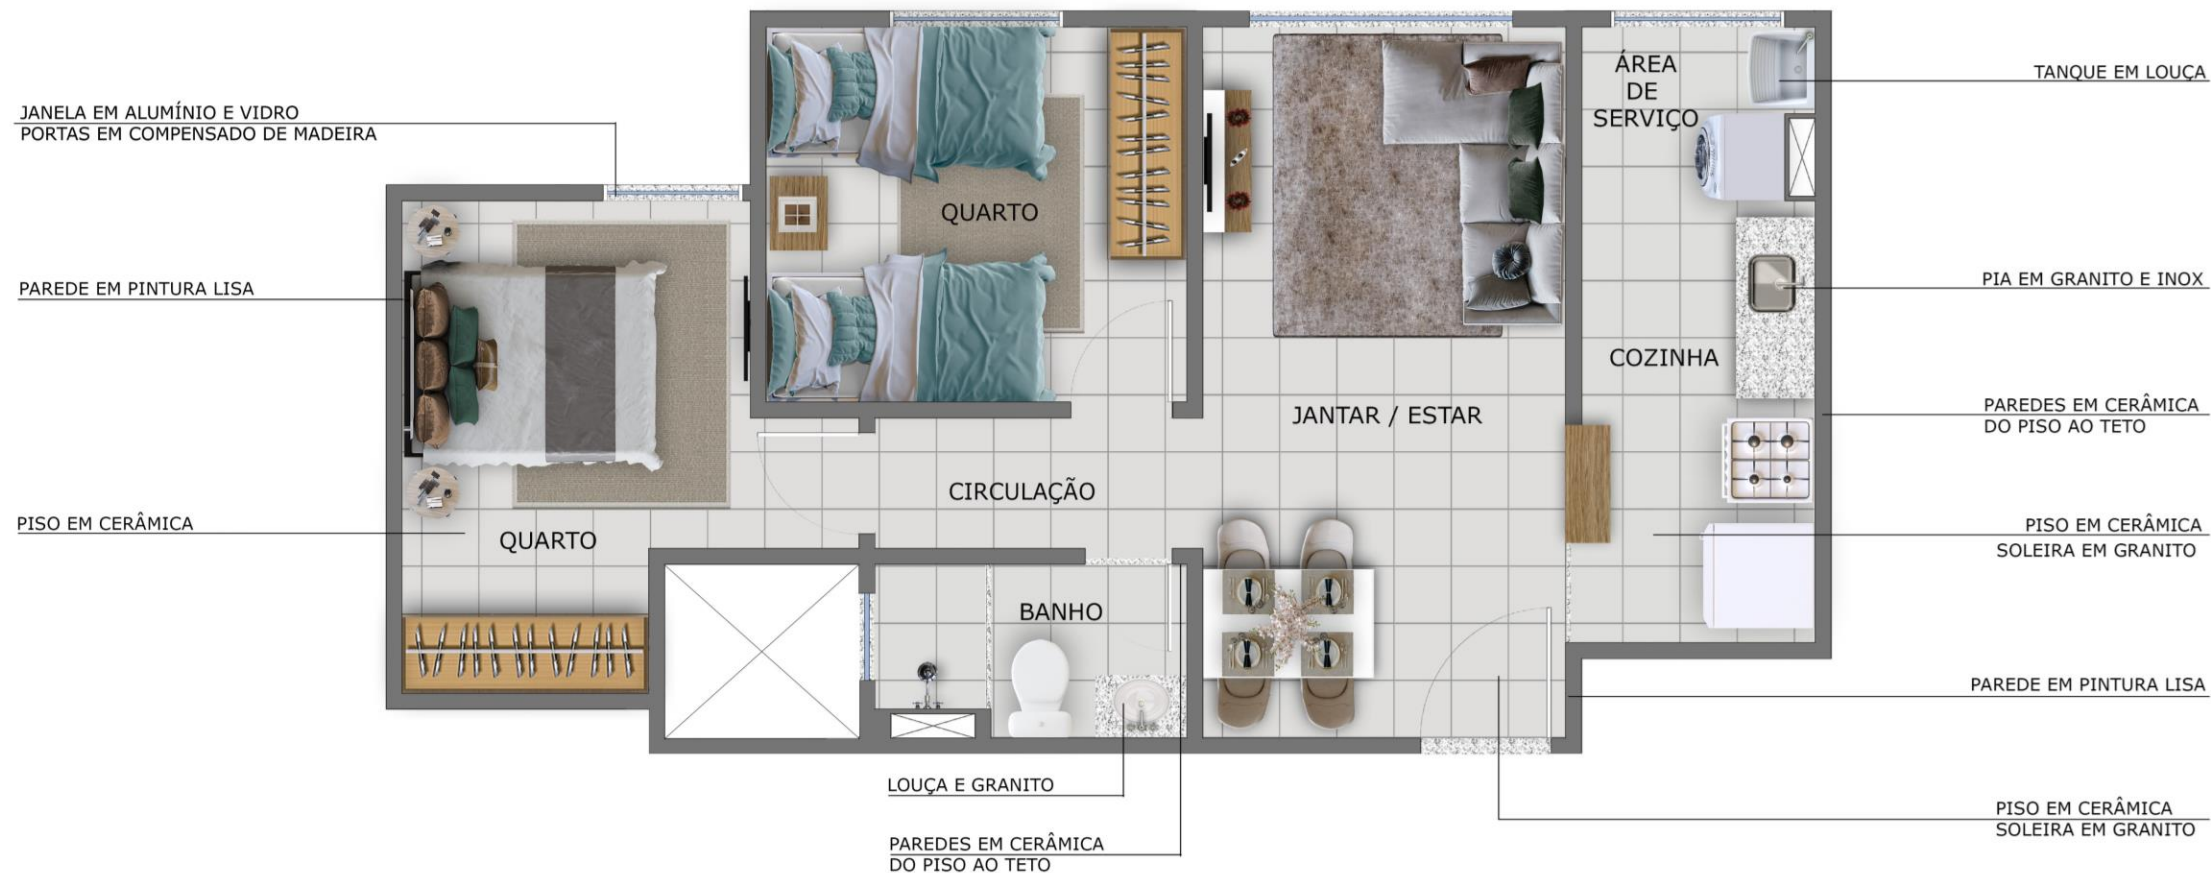 ÁREA
DE
SERVIÇO
TANQUE EM LOUÇA
JANELA EM ALUMÍNIO E VIDRO
PORTAS EM COMPENSADO DE MADEIRA
QUARTO
PAREDE EM PINTURA LISA
PIA EM GRANITO E INOX
COZINHA
JANTAR / ESTAR
PAREDES EM CERÂMICA
DO PISO AO TETO
CIRCULAÇÃO
PISO EM CERÂMICA
QUARTO
PISO EM CERÂMICA
SOLEIRA EM GRANITO
BANHO
PAREDE EM PINTURA LISA
LOUÇA E GRANITO
PISO EM CERÂMICA
SOLEIRA EM GRANITO
PAREDES EM CERÂMICA
DO PISO AO TETO